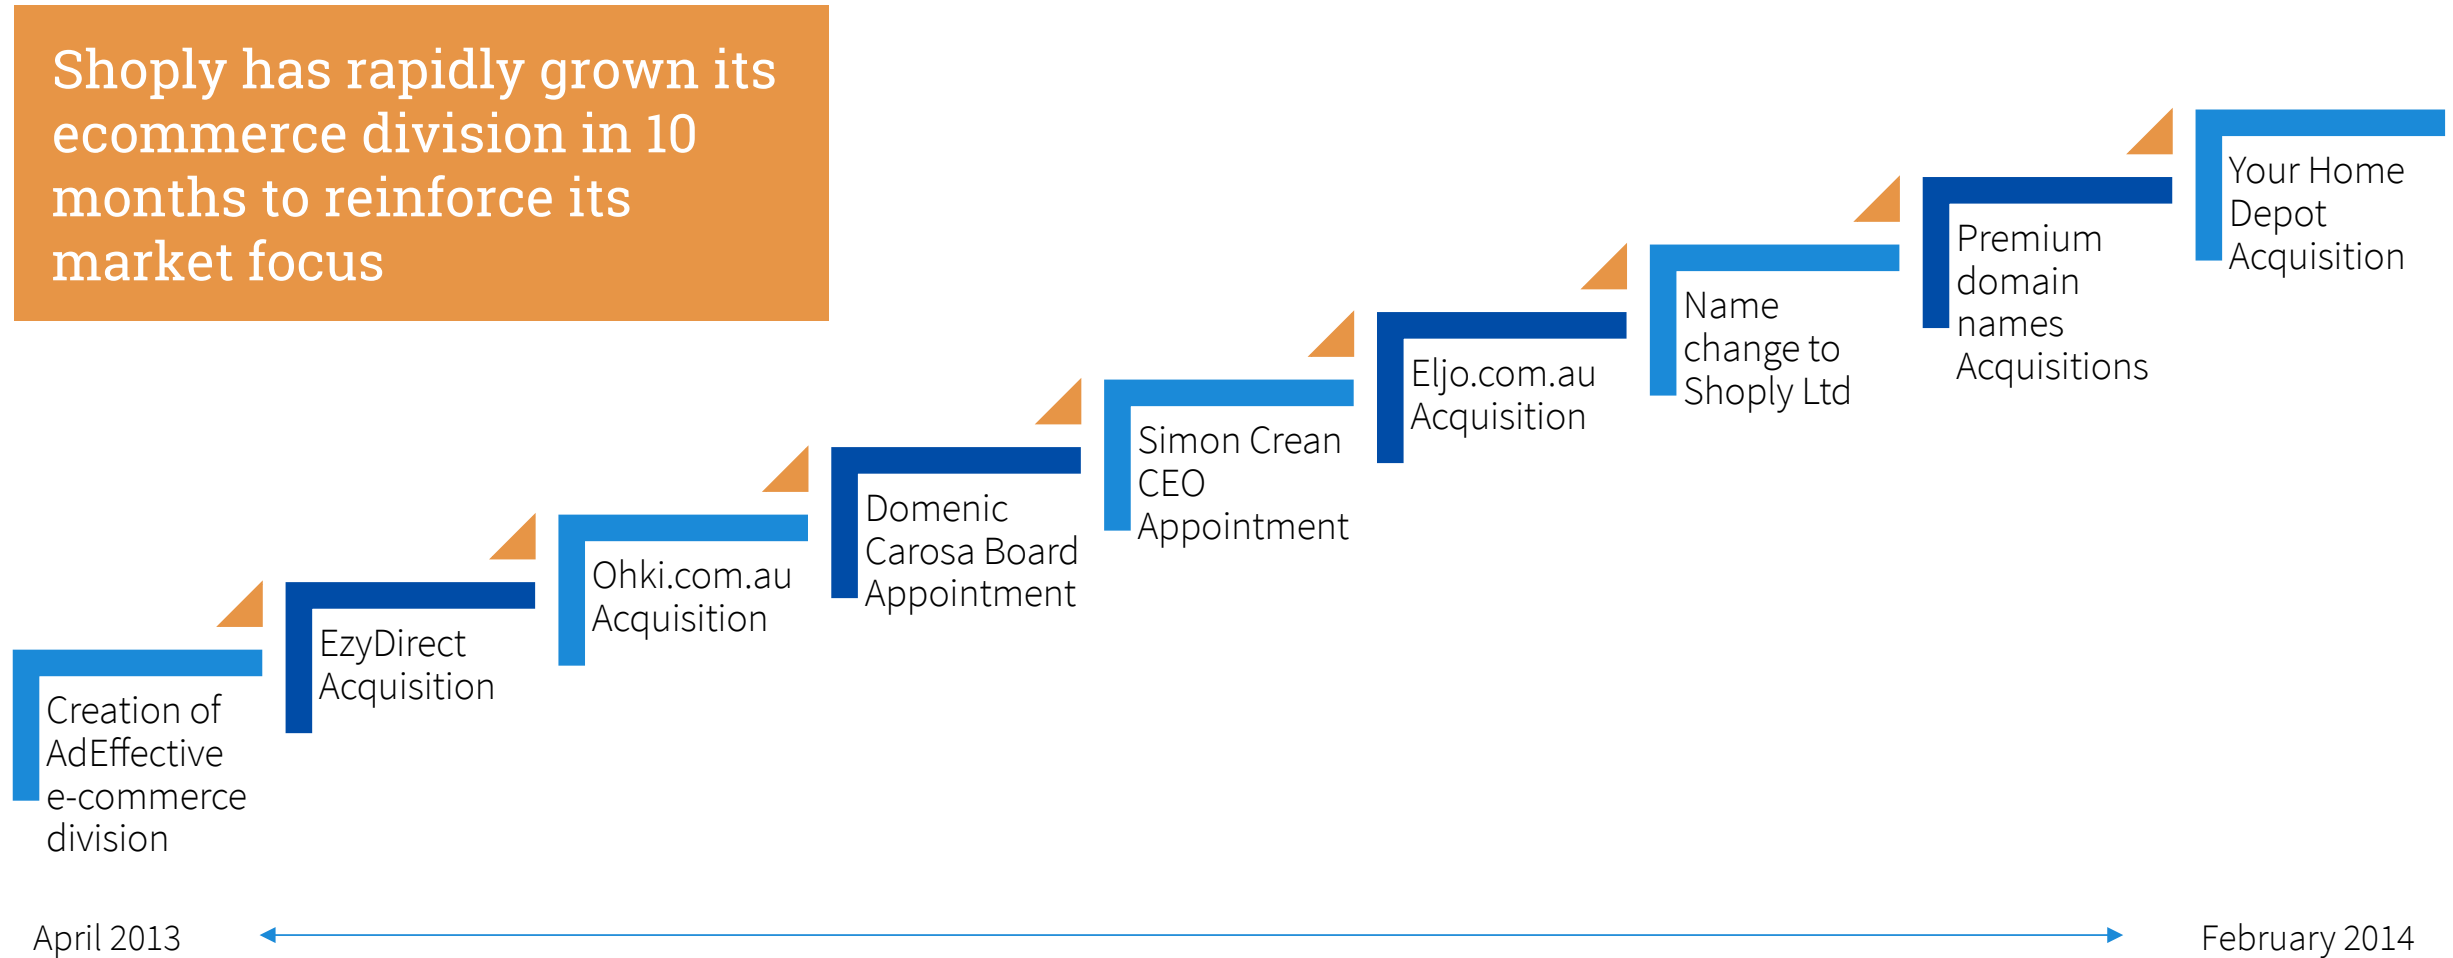 Shoply has rapidly grown its
ecommerce division in 10
months to reinforce its
market focus
Creation of
AdEffective
e-commerce
division
EzyDirect
Acquisition
Ohki.com.au
Acquisition
Domenic
Carosa Board
Appointment
Simon Crean
CEO
Appointment
Eljo.com.au
Acquisition
Name
change to
Shoply Ltd
Premium
domain
names
Acquisitions
Your Home
Depot
Acquisition
April 2013
February 2014